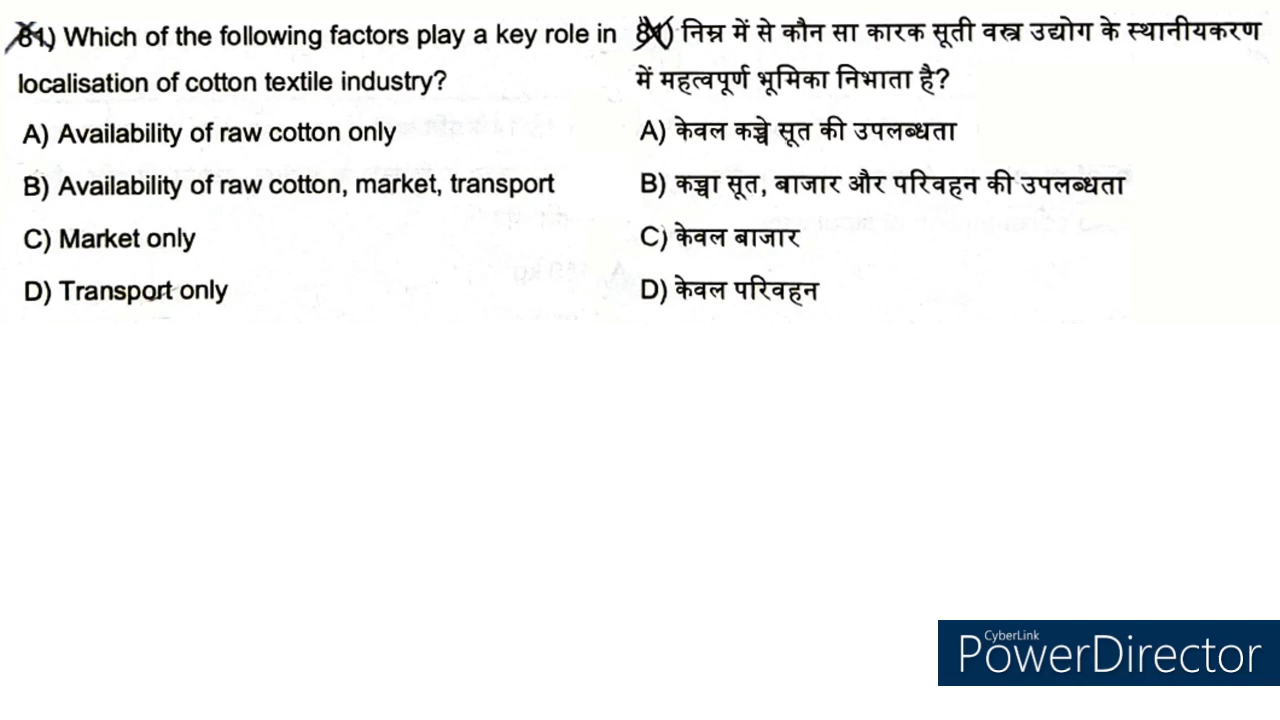 81.) Which of the following factors play a key role in
localisation of cotton textile industry?
A) Availability of raw cotton only
B) Availability of raw cotton, market, transport
C) Market only
D) Transport only
81) निम्न में से कौन सा कारक सूती वस्त्र उद्योग के स्थानीयकरण
में महत्वपूर्ण भूमिका निभाता है?
A) केवल कच्चे सूत की उपलब्धता
B) कच्चा सूत, बाजार और परिवहन की उपलब्धता
C) केवल बाजार
D) केवल परिवहन
CyberLink
PowerDirector